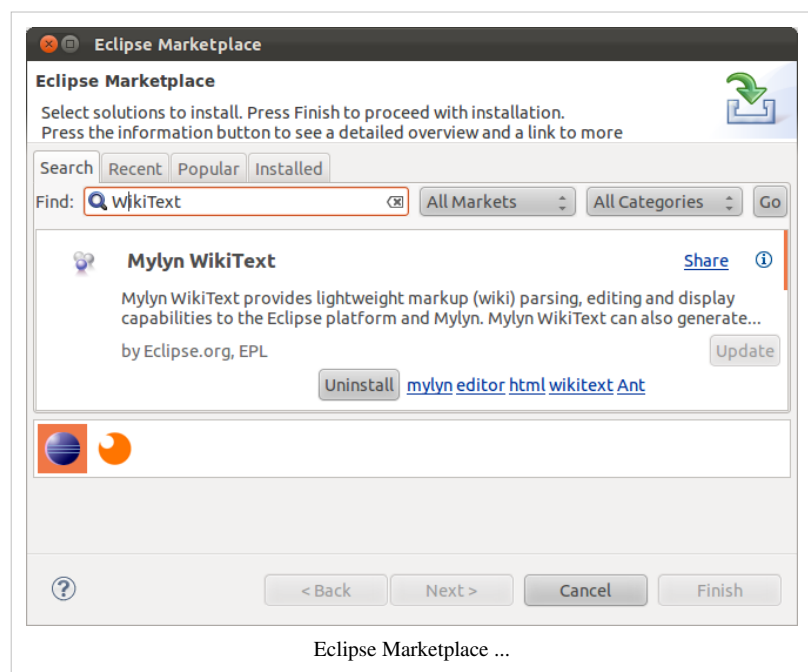 Eclipse Marketplace
Eclipse Marketplace
Select solutions to install. Press Finish to proceed with installation.
Press the information button to see a detailed overview and a link to more
Search Recent Popular Installed
Find: WikiText All Markets All Categories Go
Mylyn WikiText Share
Mylyn WikiText provides lightweight markup (wiki) parsing, editing and display
capabilities to the Eclipse platform and Mylyn. Mylyn WikiText can also generate...
by Eclipse.org, EPL Update
Uninstall mylyn editor html wikitext Ant
< Back Next > Cancel Finish
Eclipse Marketplace ...